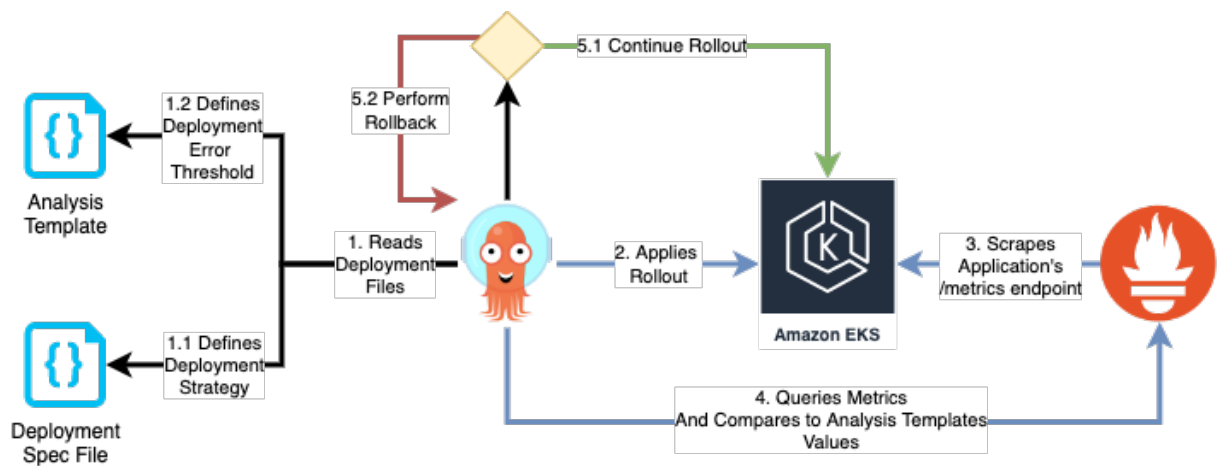 5.1 Continue Rollout
5.2 Perform
Rollback
1.2 Defines
Deployment
Error
Threshold
Analysis
Template
1. Reads
Deployment
Files
2. Applies
Rollout
K
Amazon EKS
3. Scrapes
Application's
/metrics endpoint
1.1 Defines
Deployment
Strategy
Deployment
Spec File
4. Queries Metrics
And Compares to Analysis Templates
Values